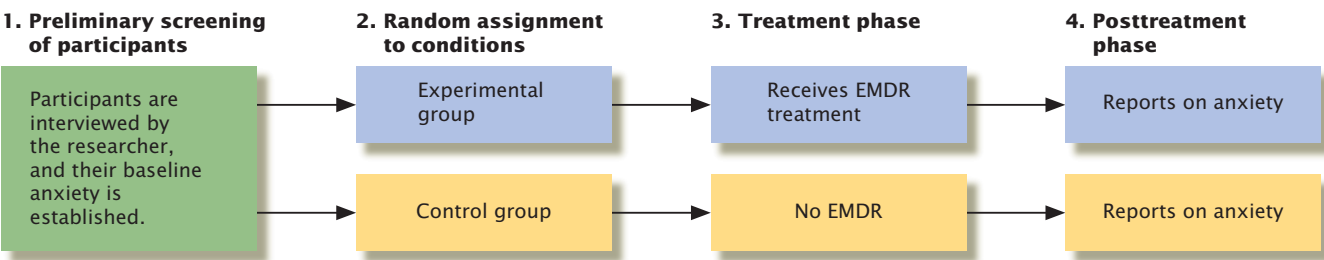 1. Preliminary screening
of participants
2. Random assignment
to conditions
3. Treatment phase
4. Posttreatment
phase
Participants are
interviewed by
the researcher,
and their baseline
anxiety is
established.
Experimental
group
Receives EMDR
treatment
Reports on anxiety
Control group
No EMDR
Reports on anxiety